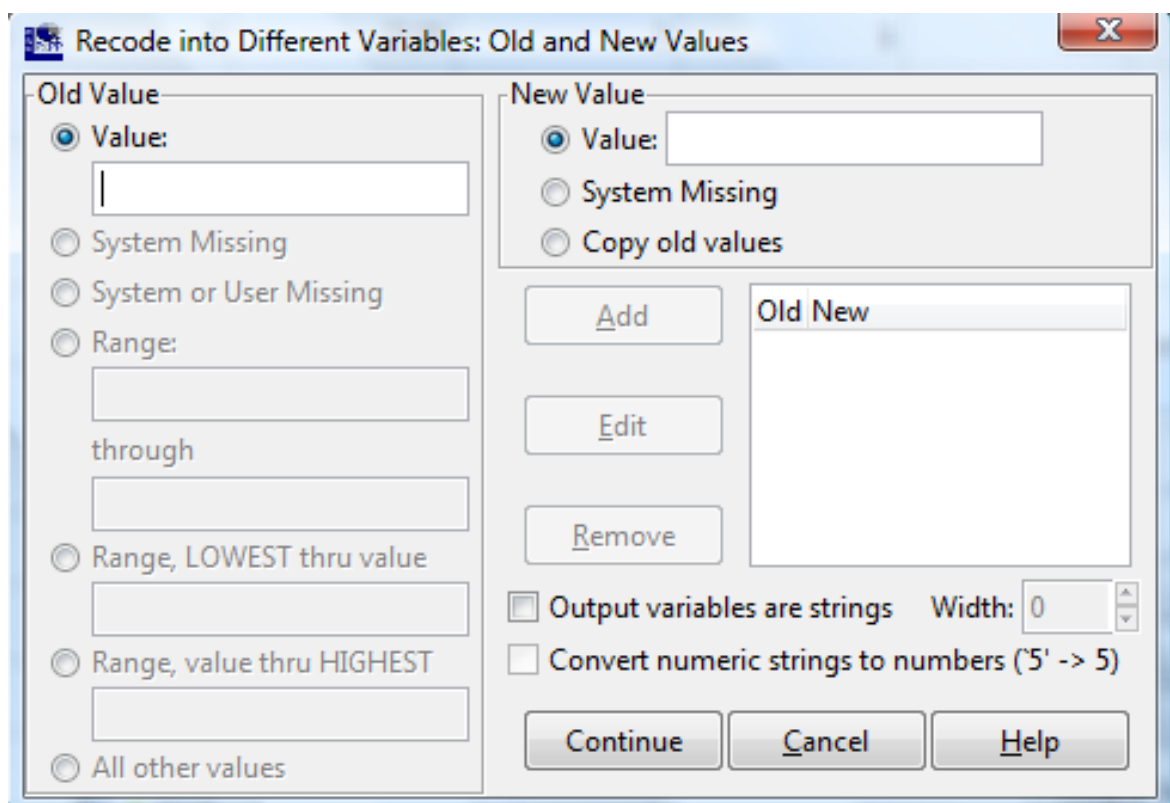 Recode into Different Variables: Old and New Values
Old Value
Value:
System Missing
System or User Missing
Range:
through
Range, LOWEST thru value
Range, value thru HIGHEST
All other values
New Value
Value:
System Missing
Copy old values
Add
Old New
Edit
Remove
Output variables are strings Width: 0
Convert numeric strings to numbers (`5' -> 5)
Continue Cancel Help